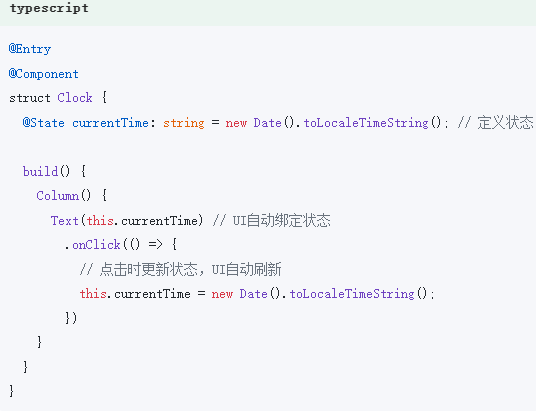 typescript
@Entry
@Component
struct Clock {
  @State currentTime: string = new Date().toLocaleTimeString(); // 定义状态

  build() {
    Column() {
      Text(this.currentTime) // UI自动绑定状态
        .onClick(() => {
          // 点击时更新状态，UI自动刷新
          this.currentTime = new Date().toLocaleTimeString();
        })
    }
  }
}